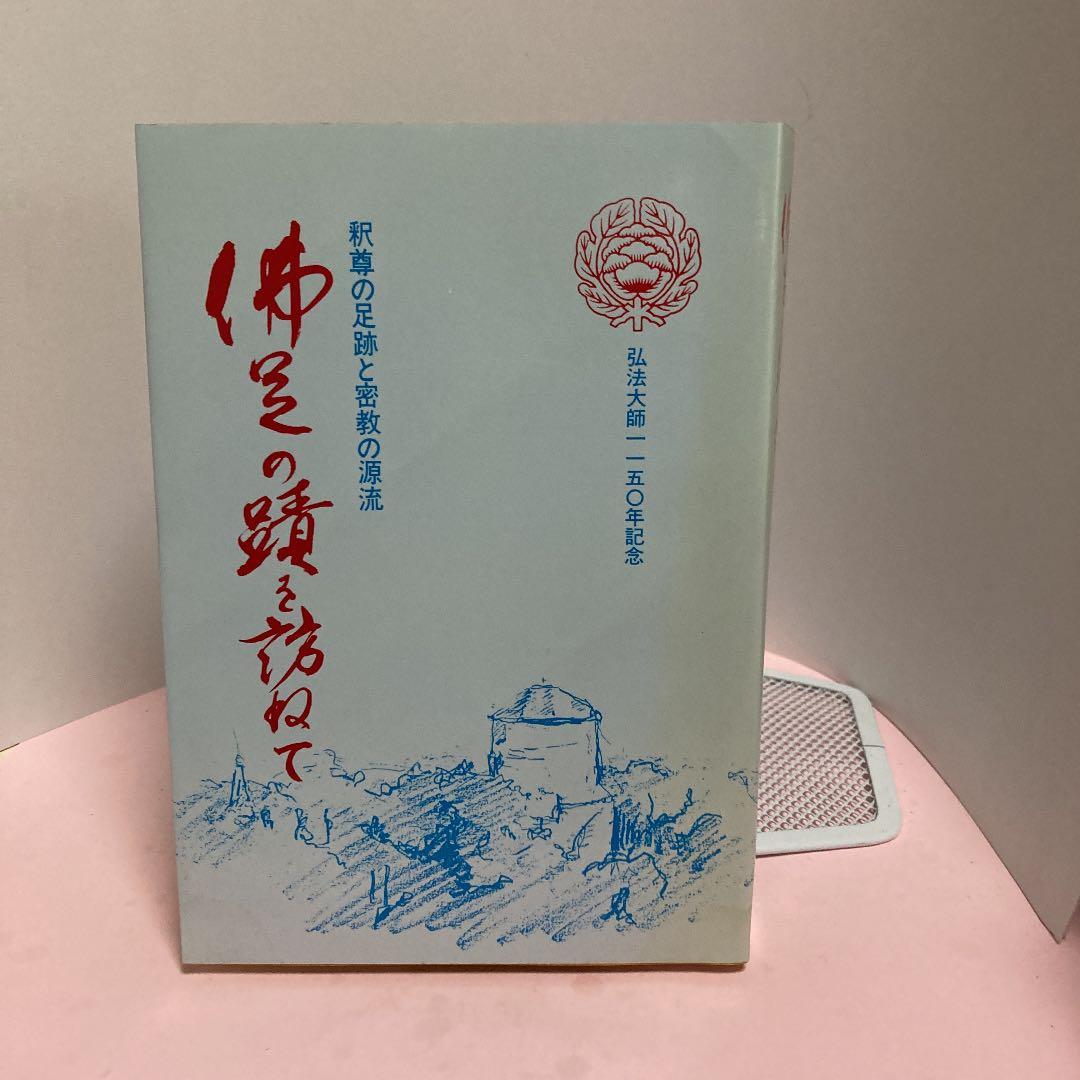 弘法大師一一五〇年記念
釈尊の足跡と密教の源流
佛足の蹟を訪ねて